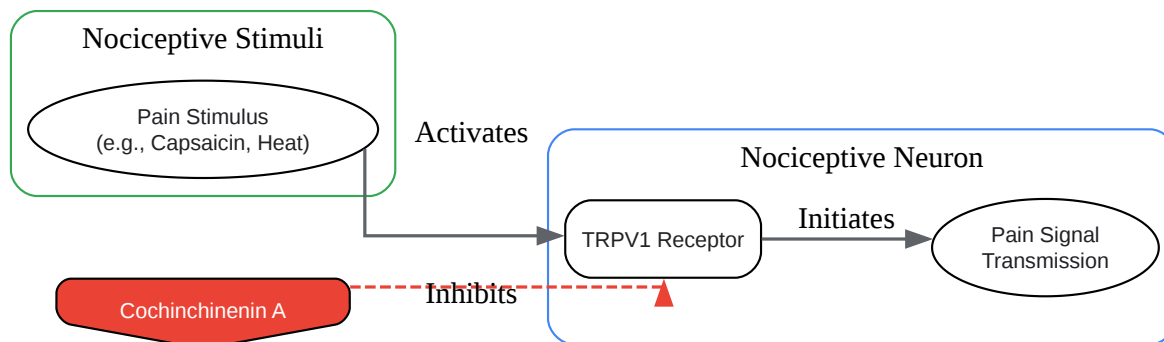 Nociceptive Stimuli
Pain Stimulus
(e.g., Capsaicin, Heat)
Activates
Nociceptive Neuron
TRPV1 Receptor
Initiates
Pain Signal
Transmission
Cochinchinenin A
Inhibits